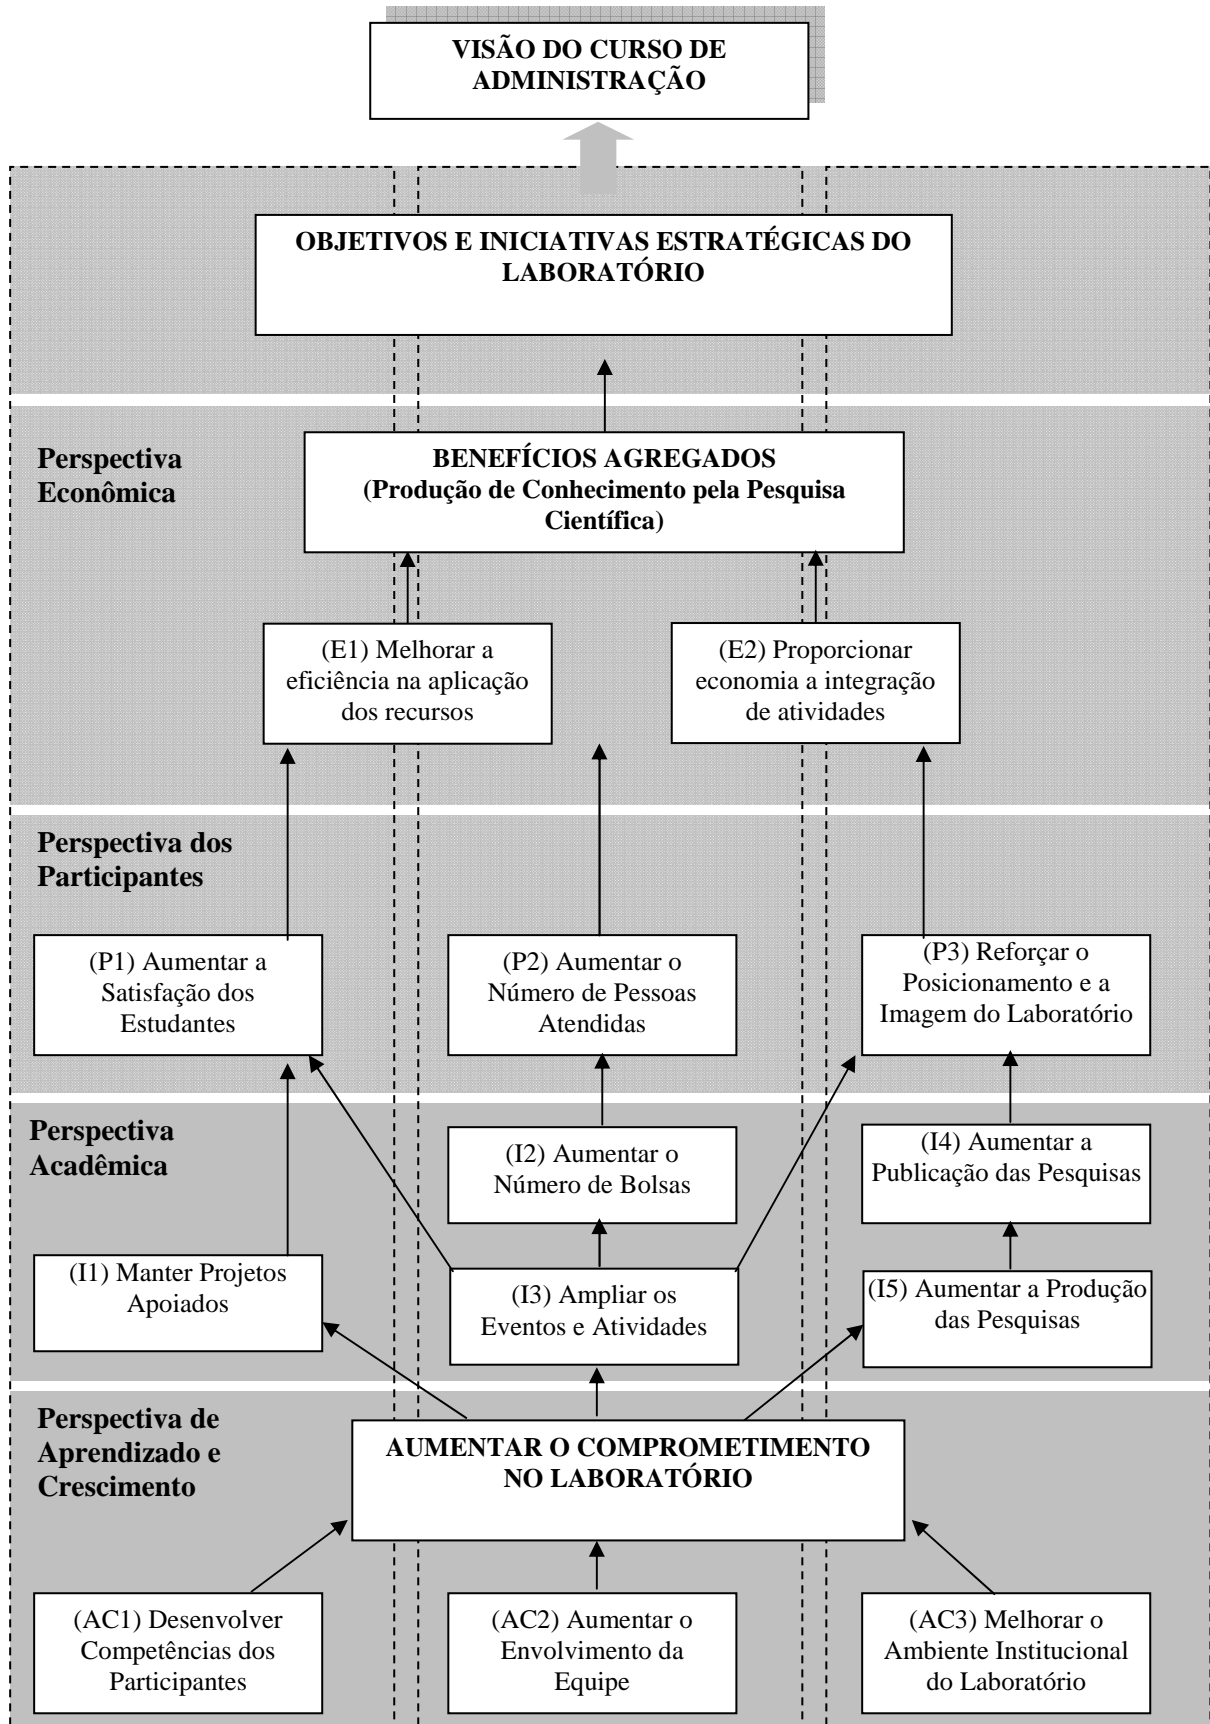 VISÃO DO CURSO DE
ADMINISTRAÇÃO
OBJETIVOS E INICIATIVAS ESTRATÉGICAS DO
LABORATÓRIO
Perspectiva
Econômica
BENEFÍCIOS AGREGADOS
(Produção de Conhecimento pela Pesquisa
Científica)
(E1) Melhorar a
eficiência na aplicação
dos recursos
(E2) Proporcionar
economia a integração
de atividades
Perspectiva dos
Participantes
(P1) Aumentar a
Satisfação dos
Estudantes
(P2) Aumentar o
Número de Pessoas
Atendidas
(P3) Reforçar o
Posicionamento e a
Imagem do Laboratório
Perspectiva
Acadêmica
(I2) Aumentar o
Número de Bolsas
(I4) Aumentar a
Publicação das Pesquisas
(I1) Manter Projetos
Apoiados
(I3) Ampliar os
Eventos e Atividades
(I5) Aumentar a Produção
das Pesquisas
Perspectiva de
Aprendizado e
Crescimento
AUMENTAR O COMPROMETIMENTO
NO LABORATÓRIO
(AC1) Desenvolver
Competências dos
Participantes
(AC2) Aumentar o
Envolvimento da
Equipe
(AC3) Melhorar o
Ambiente Institucional
do Laboratório